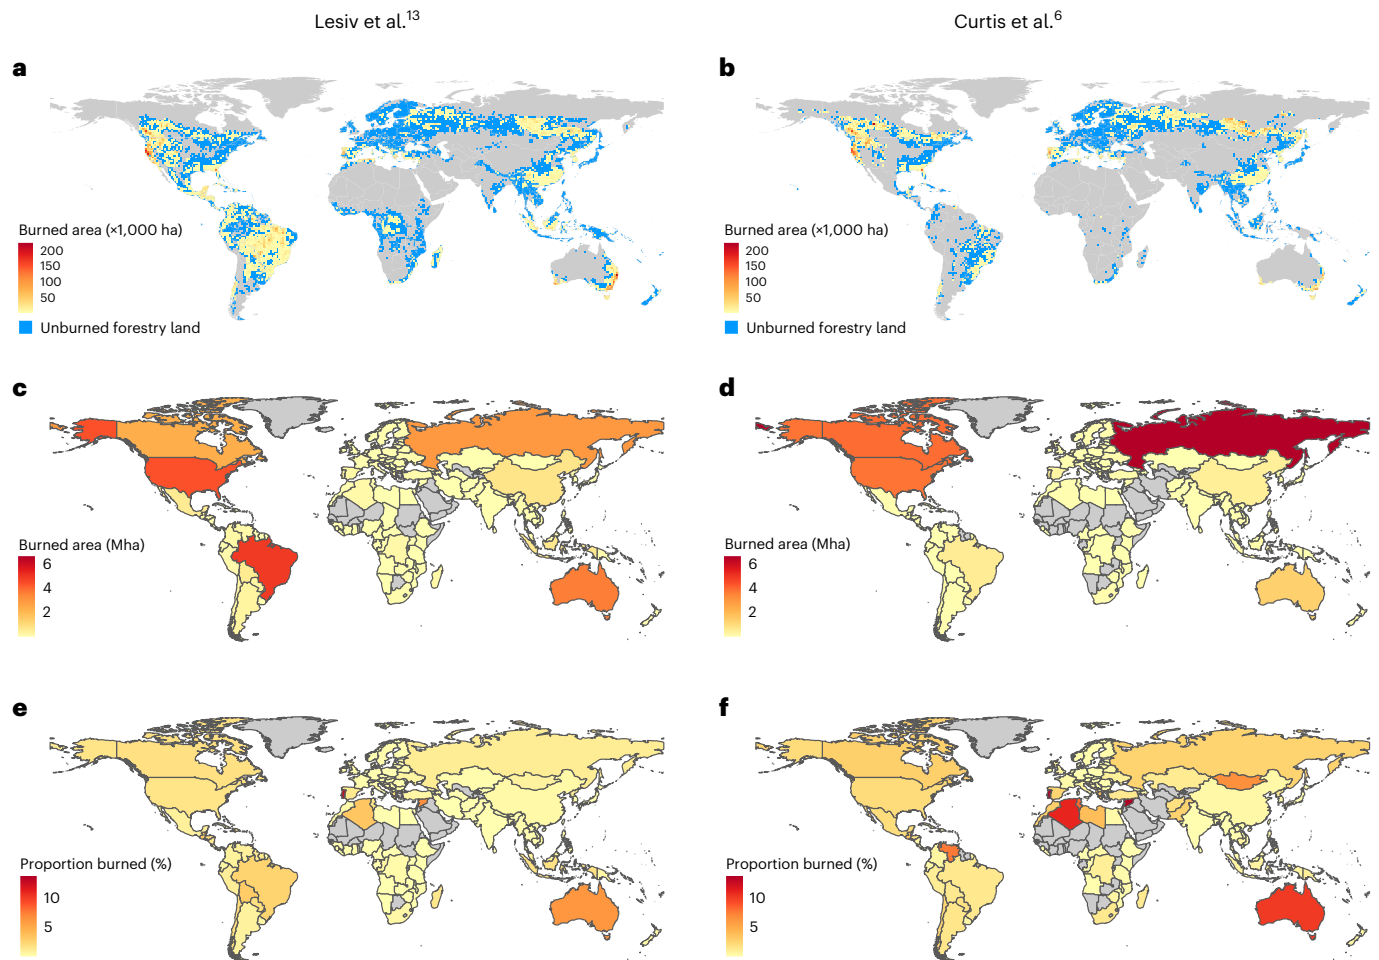 Lesiv et al.13
Curtis et al.6
a
b
Burned area (×1,000 ha)
200
150
100
50
Unburned forestry land
Burned area (×1,000 ha)
200
150
100
50
Unburned forestry land
c
d
Burned area (Mha)
6
4
2
Burned area (Mha)
6
4
2
e
f
Proportion burned (%)
10
5
Proportion burned (%)
10
5